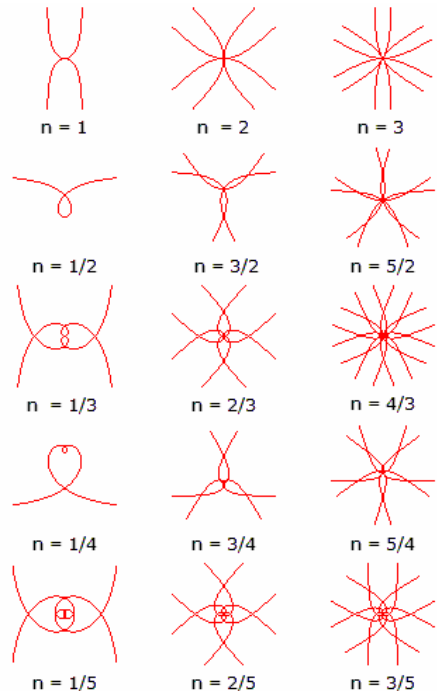 n = 1 n = 2 n = 3
n = 1/2 n = 3/2 n = 5/2
n = 1/3 n = 2/3 n = 4/3
n = 1/4 n = 3/4 n = 5/4
n = 1/5 n = 2/5 n = 3/5